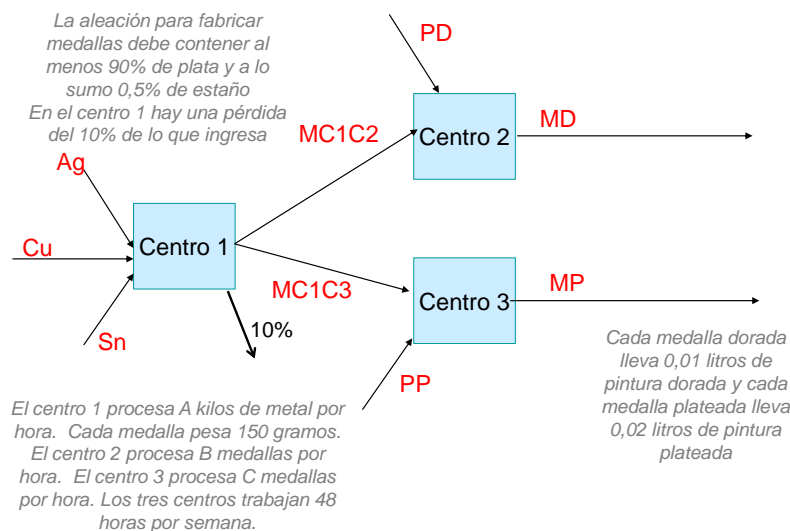 La aleación para fabricar
medallas debe contener al
menos 90% de plata y a lo
sumo 0,5% de estaño
En el centro 1 hay una pérdida
del 10% de lo que ingresa
PD
Centro 2
MD
MC1C2
Ag
Centro 1
Cu
MC1C3
Centro 3
MP
10%
Sn
PP
Cada medalla dorada
lleva 0,01 litros de
pintura dorada y cada
medalla plateada lleva
0,02 litros de pintura
plateada
El centro 1 procesa A kilos de metal por
hora. Cada medalla pesa 150 gramos.
El centro 2 procesa B medallas por
hora. El centro 3 procesa C medallas
por hora. Los tres centros trabajan 48
horas por semana.